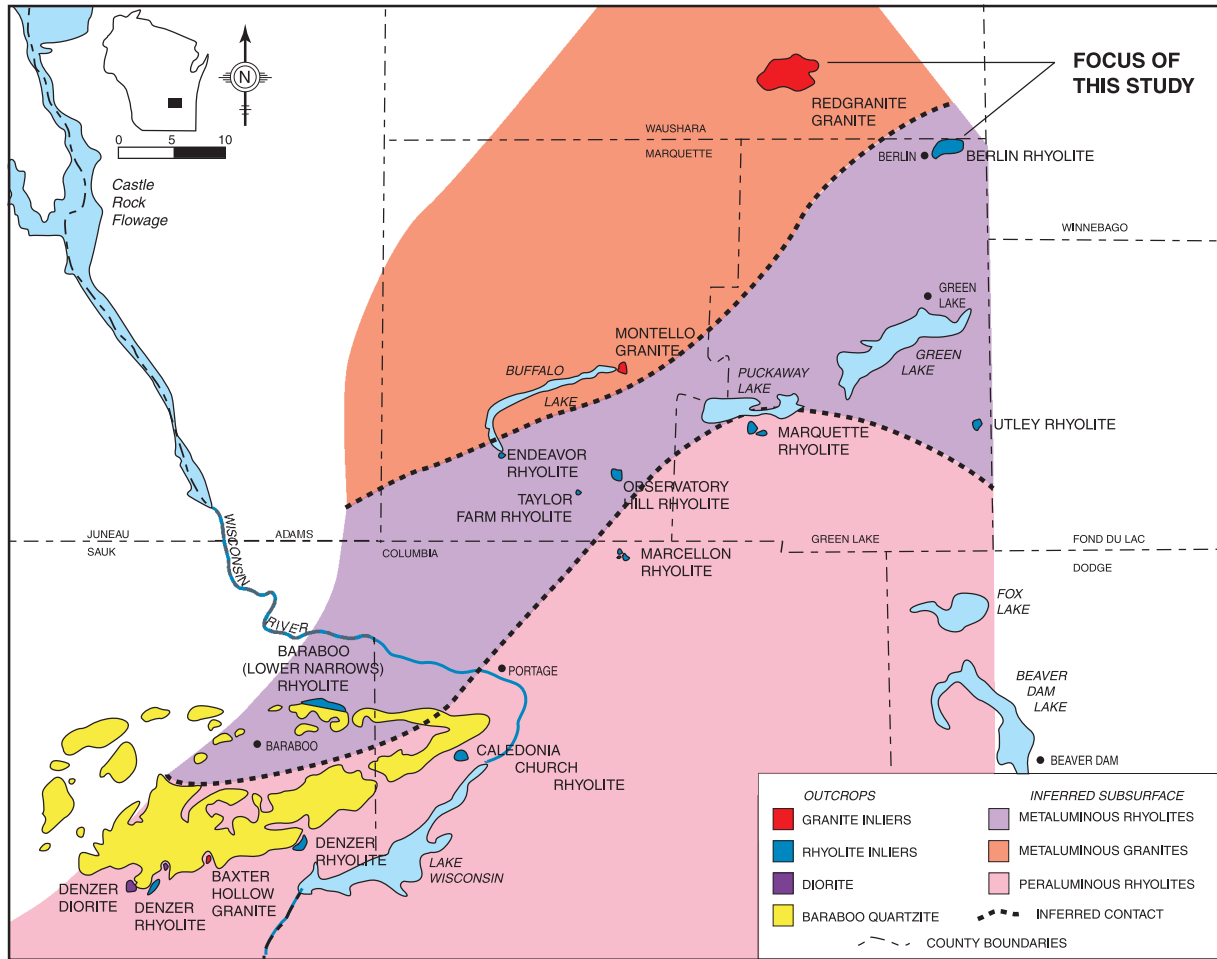 N
0 5 10
Castle
Rock
Flowage
FOCUS OF
THIS STUDY
REDGRANITE
GRANITE
WAUSHARA
MARQUETTE
BERLIN
BERLIN RHYOLITE
WINNEBAGO
GREEN
LAKE
GREEN
LAKE
MONTELLO
GRANITE
BUFFALO
LAKE
PUCKAWAY
LAKE
MARQUETTE
RHYOLITE
UTLEY RHYOLITE
ENDEAVOR
RHYOLITE
TAYLOR
FARM RHYOLITE
OBSERVATORY
HILL RHYOLITE
JUNEAU
SAUK
ADAMS
COLUMBIA
GREEN LAKE
FOND DU LAC
DODGE
MARCELLON
RHYOLITE
WISCONSIN
RIVER
FOX
LAKE
BARABOO
(LOWER NARROWS)
RHYOLITE
PORTAGE
BEAVER
DAM
LAKE
BARABOO
CALEDONIA
CHURCH
RHYOLITE
BEAVER DAM
DENZER
RHYOLITE
LAKE
WISCONSIN
BAXTER
HOLLOW
GRANITE
DENZER
DIORITE
DENZER
RHYOLITE
OUTCROPS
GRANITE INLIERS
RHYOLITE INLIERS
DIORITE
BARABOO QUARTZITE
INFERRED SUBSURFACE
METALUMINOUS RHYOLITES
METALUMINOUS GRANITES
PERALUMINOUS RHYOLITES
INFERRED CONTACT
COUNTY BOUNDARIES